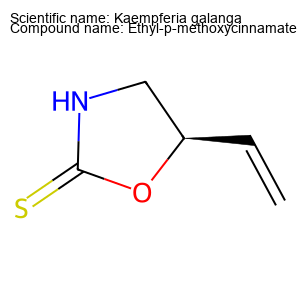 Scientific name: Kaempferia galanga
Compound name: Ethyl-p-methoxycinnamate
HN
O
S